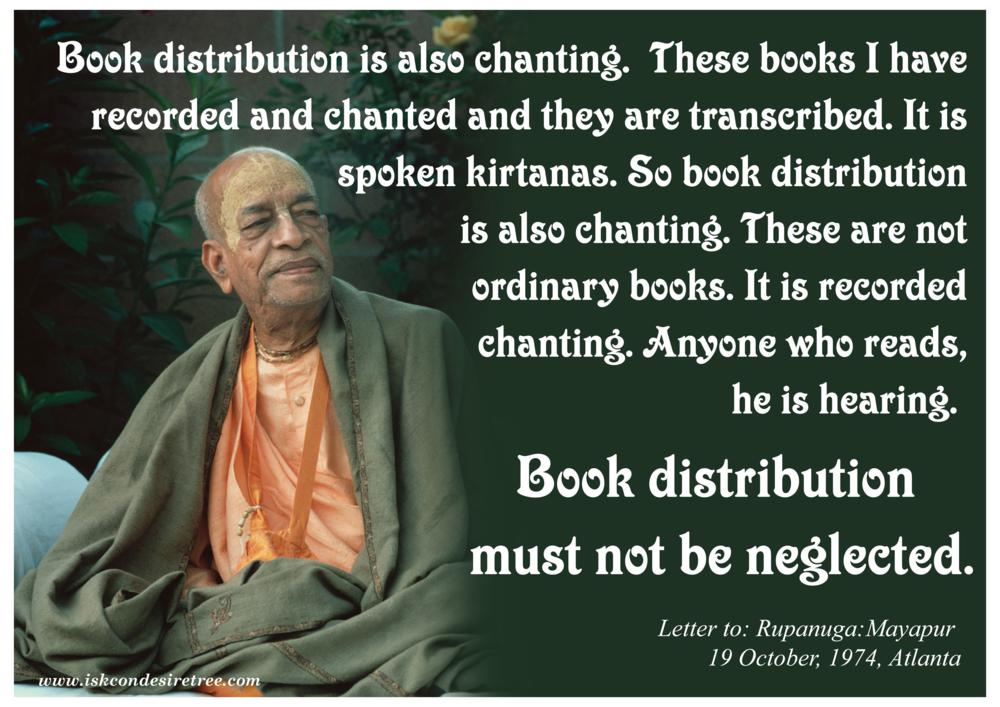 Book distribution is also chanting. These books I have
recorded and chanted and they are transcribed. It is
spoken kirtanas. So book distribution
is also chanting. These are not
ordinary books. It is recorded
chanting. Anyone who reads,
he is hearing.
Book distribution
must not be neglected.
Letter to: Rupanuga:Mayapur
19 October, 1974, Atlanta
www.iskcondesiretree.com